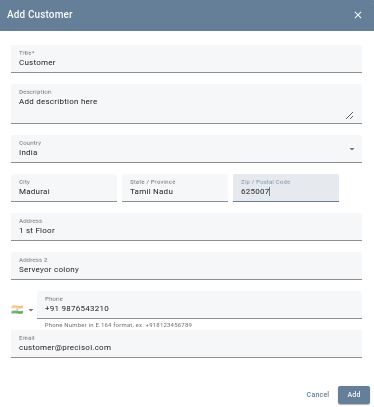 Add Customer
Title*
Customer
Description
Add describtion here
Country
India
City
Madurai
State / Province
Tamil Nadu
Zip / Postal Code
625007
Address
1 st Floor
Address 2
Serveyor colony
Phone
+91 9876543210
Phone Number in E.164 format, ex. +918123456789
Email
customer@precisol.com
Cancel
Add